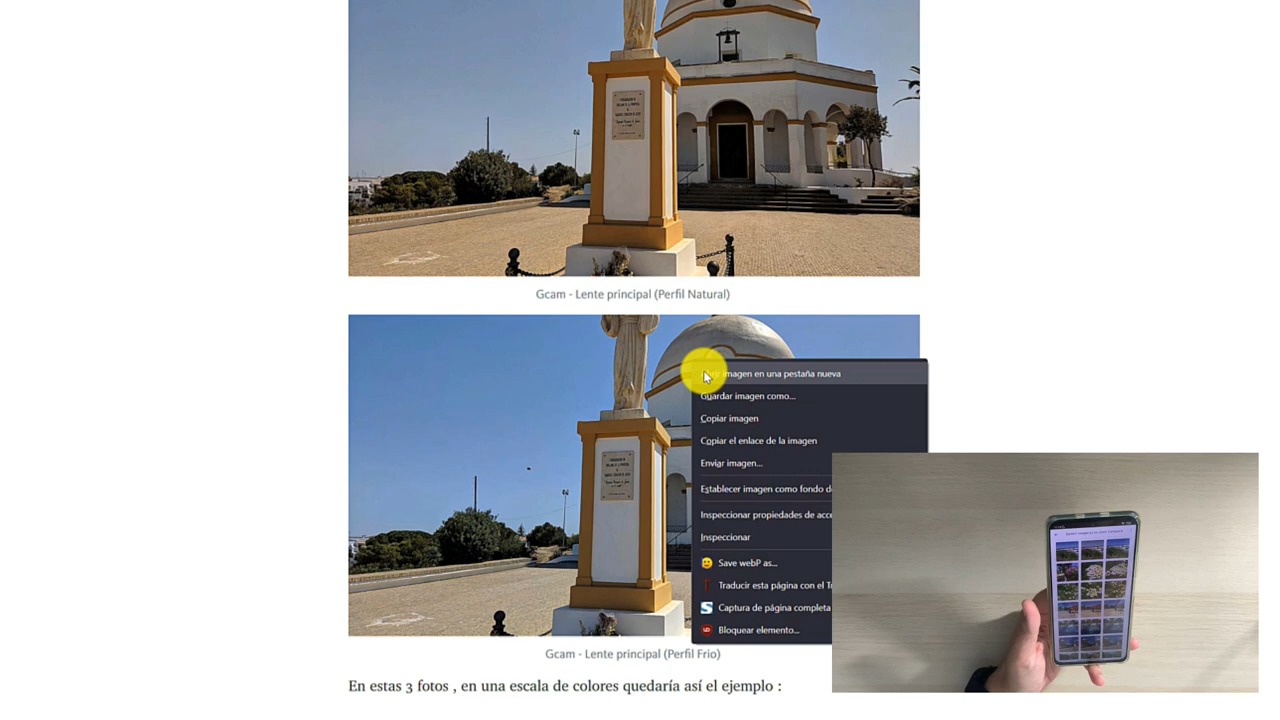 Gcam - Lente principal (Perfil Natural)
imagen en una pestaña nueva
Guardar imagen como...
Copiar imagen
Copiar el enlace de la imagen
Enviar imagen...
Establecer imagen como fondo d
Inspeccionar propiedades de acc
Inspeccionar
Save webP as...
Traducir esta página con el T
Captura de página completa
Bloquear elemento...
Gcam - Lente principal (Perfil Frio)
En estas 3 fotos , en una escala de colores quedaría así el ejemplo :